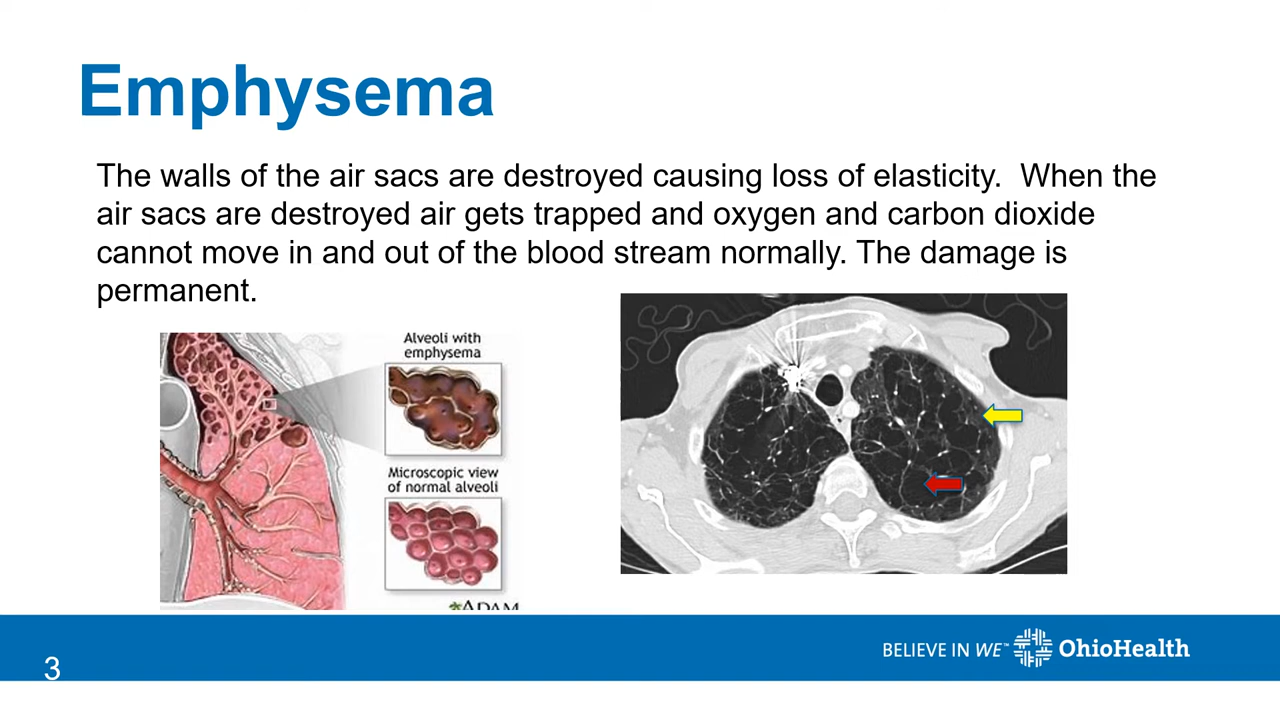 Emphysema
The walls of the air sacs are destroyed causing loss of elasticity.  When the
air sacs are destroyed air gets trapped and oxygen and carbon dioxide
cannot move in and out of the blood stream normally. The damage is
permanent.
Alveoli with
emphysema
Microscopic view
of normal alveoli
ADAM
BELIEVE IN WE™ OhioHealth
3